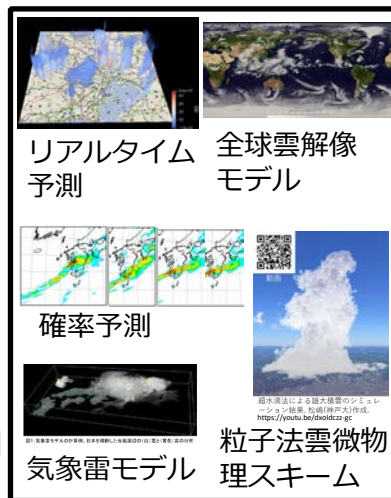 リアルタイム
予測
全球雲解像
モデル
確率予測
動画
超水滴法による雄大積雲のシミュレ
ーション結果. 松嶋(神戸大)作成.
https://youtu.be/dxoldczz-gc
粒子法雲微物
理スキーム
気象雷モデル